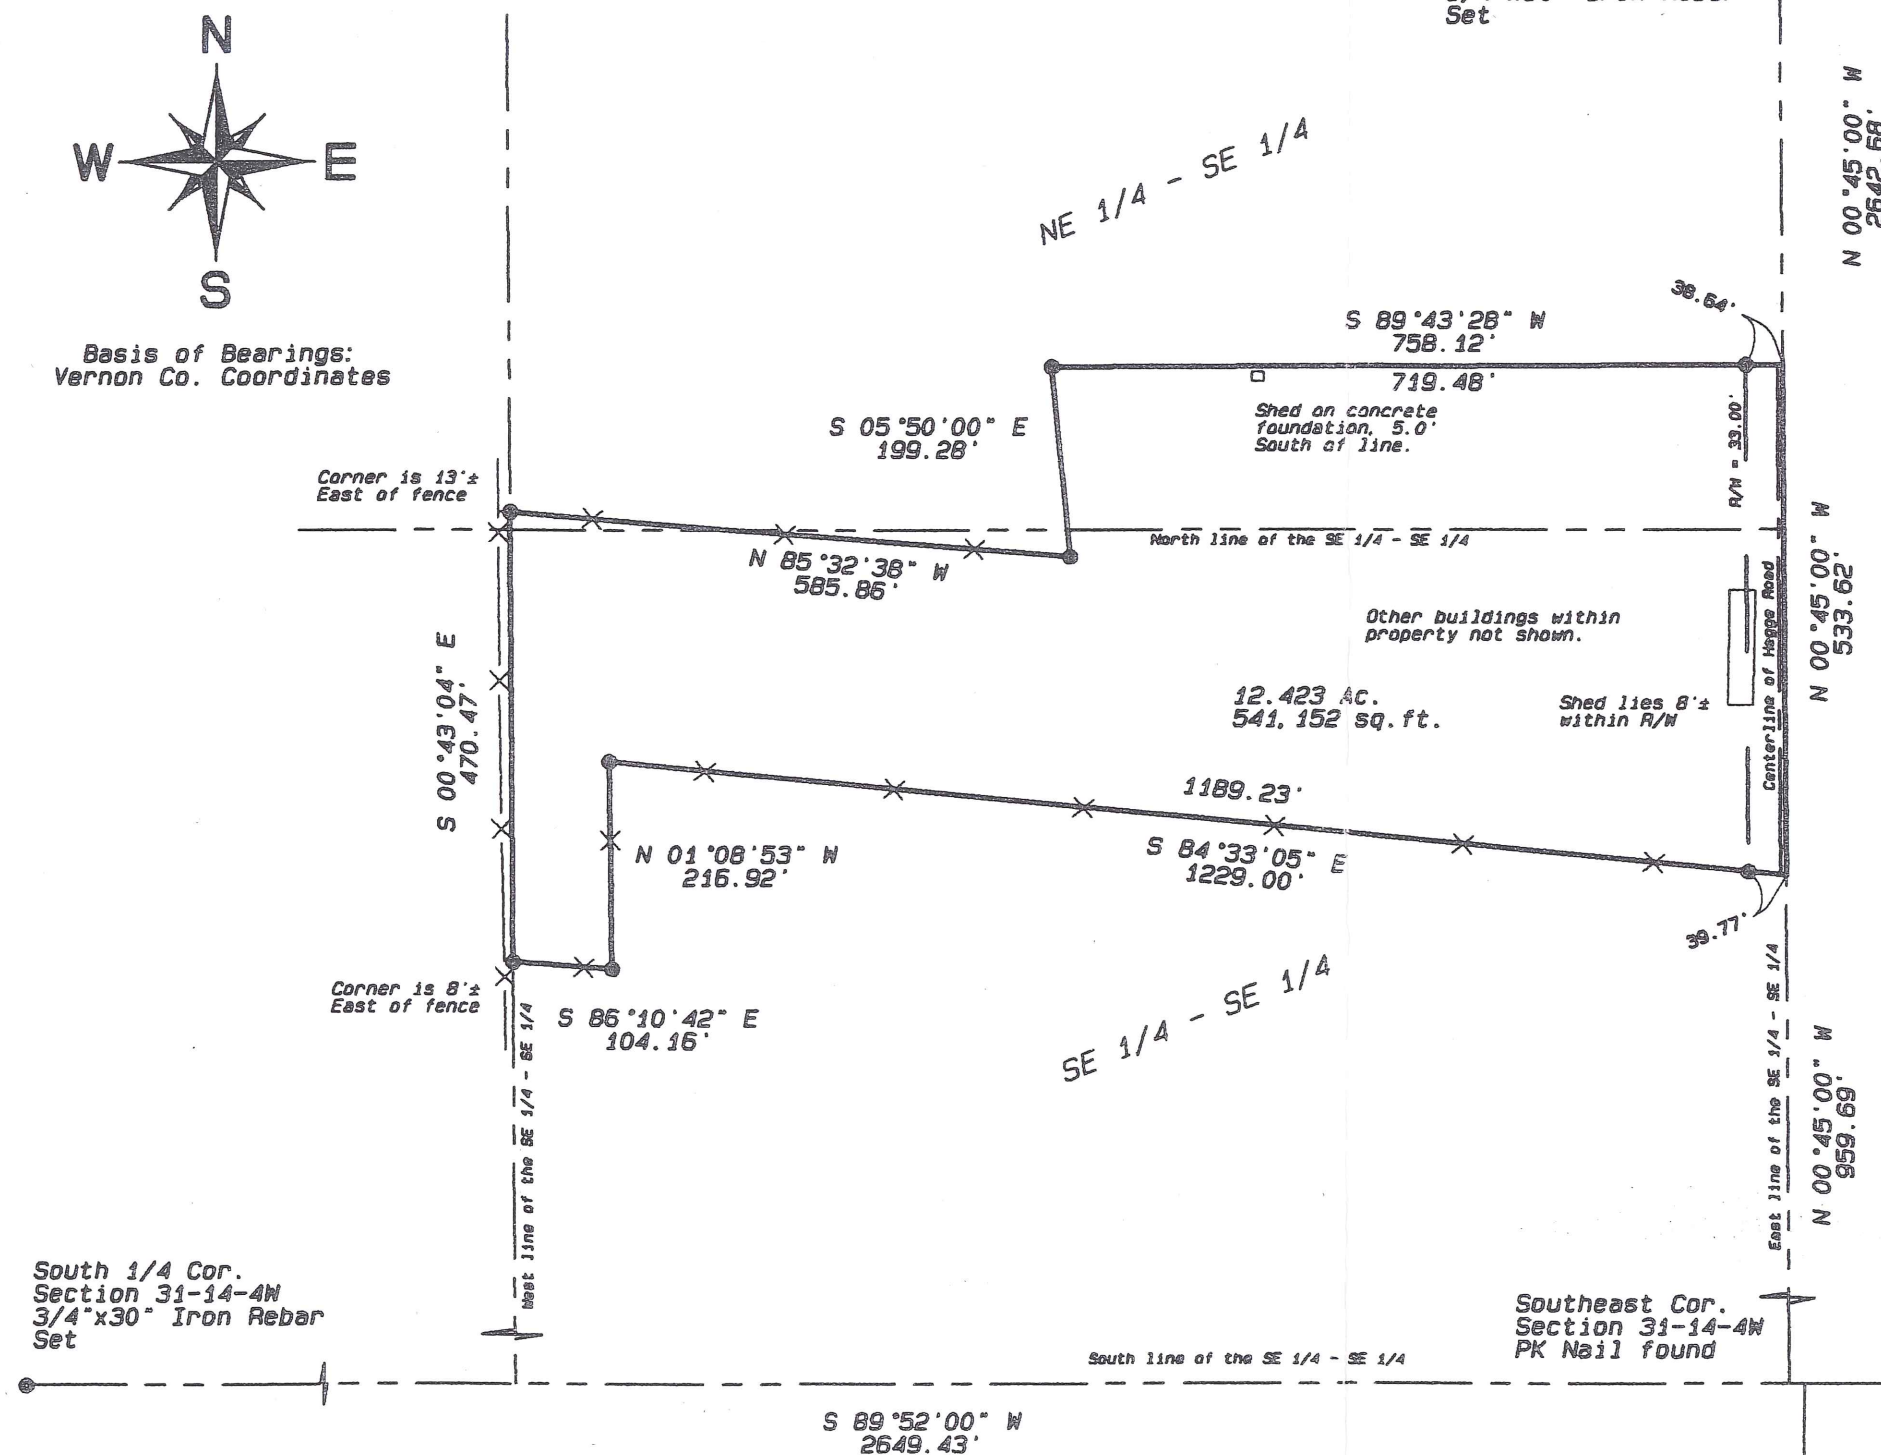 Set
N
W
E
S
Basis of Bearings:
Vernon Co. Coordinates
NE 1/4 - SE 1/4
N 00°45'00" W
2642.68'
38.64'
S 89°43'28" W
758.12'
719.48'
Shed on concrete
foundation, 5.0'
South of line.
R/W = 33.00'
S 05°50'00" E
199.28'
Corner is 13'±
East of fence
N 85°32'38" W
585.86'
North line of the SE 1/4 - SE 1/4
N 00°45'00" W
533.62'
Other buildings within
property not shown.
Centerline of Hagge Road
S 00°43'04" E
470.47'
12.423 AC.
541,152 sq.ft.
Shed lies 8'±
within R/W
1189.23'
S 84°33'05" E
1229.00'
N 01°08'53" W
216.92'
39.77'
Corner is 8'±
East of fence
S 86°10'42" E
104.16'
SE 1/4 - SE 1/4
West line of the SE 1/4 - SE 1/4
East line of the SE 1/4 - SE 1/4
N 00°45'00" W
959.69'
South 1/4 Cor.
Section 31-14-4W
3/4"x30" Iron Rebar
Set
Southeast Cor.
Section 31-14-4W
PK Nail found
South line of the SE 1/4 - SE 1/4
S 89°52'00" W
2649.43'